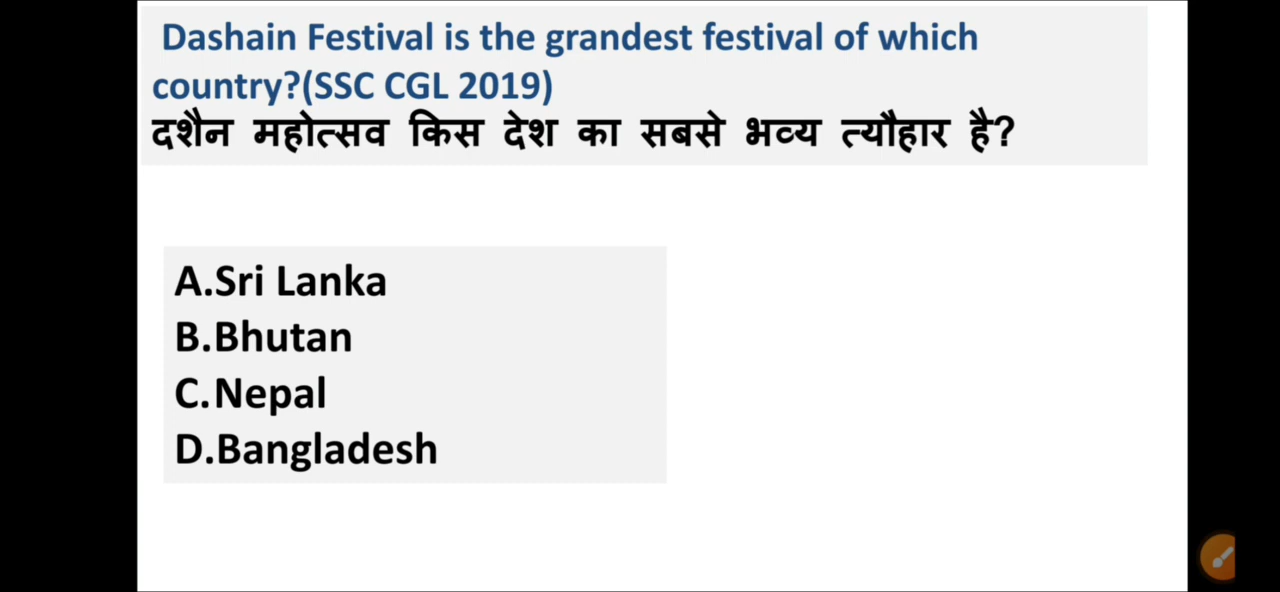 Dashain Festival is the grandest festival of which
country?(SSC CGL 2019)
दशैन महोत्सव किस देश का सबसे भव्य त्यौहार है?
A.Sri Lanka
B.Bhutan
C.Nepal
D.Bangladesh